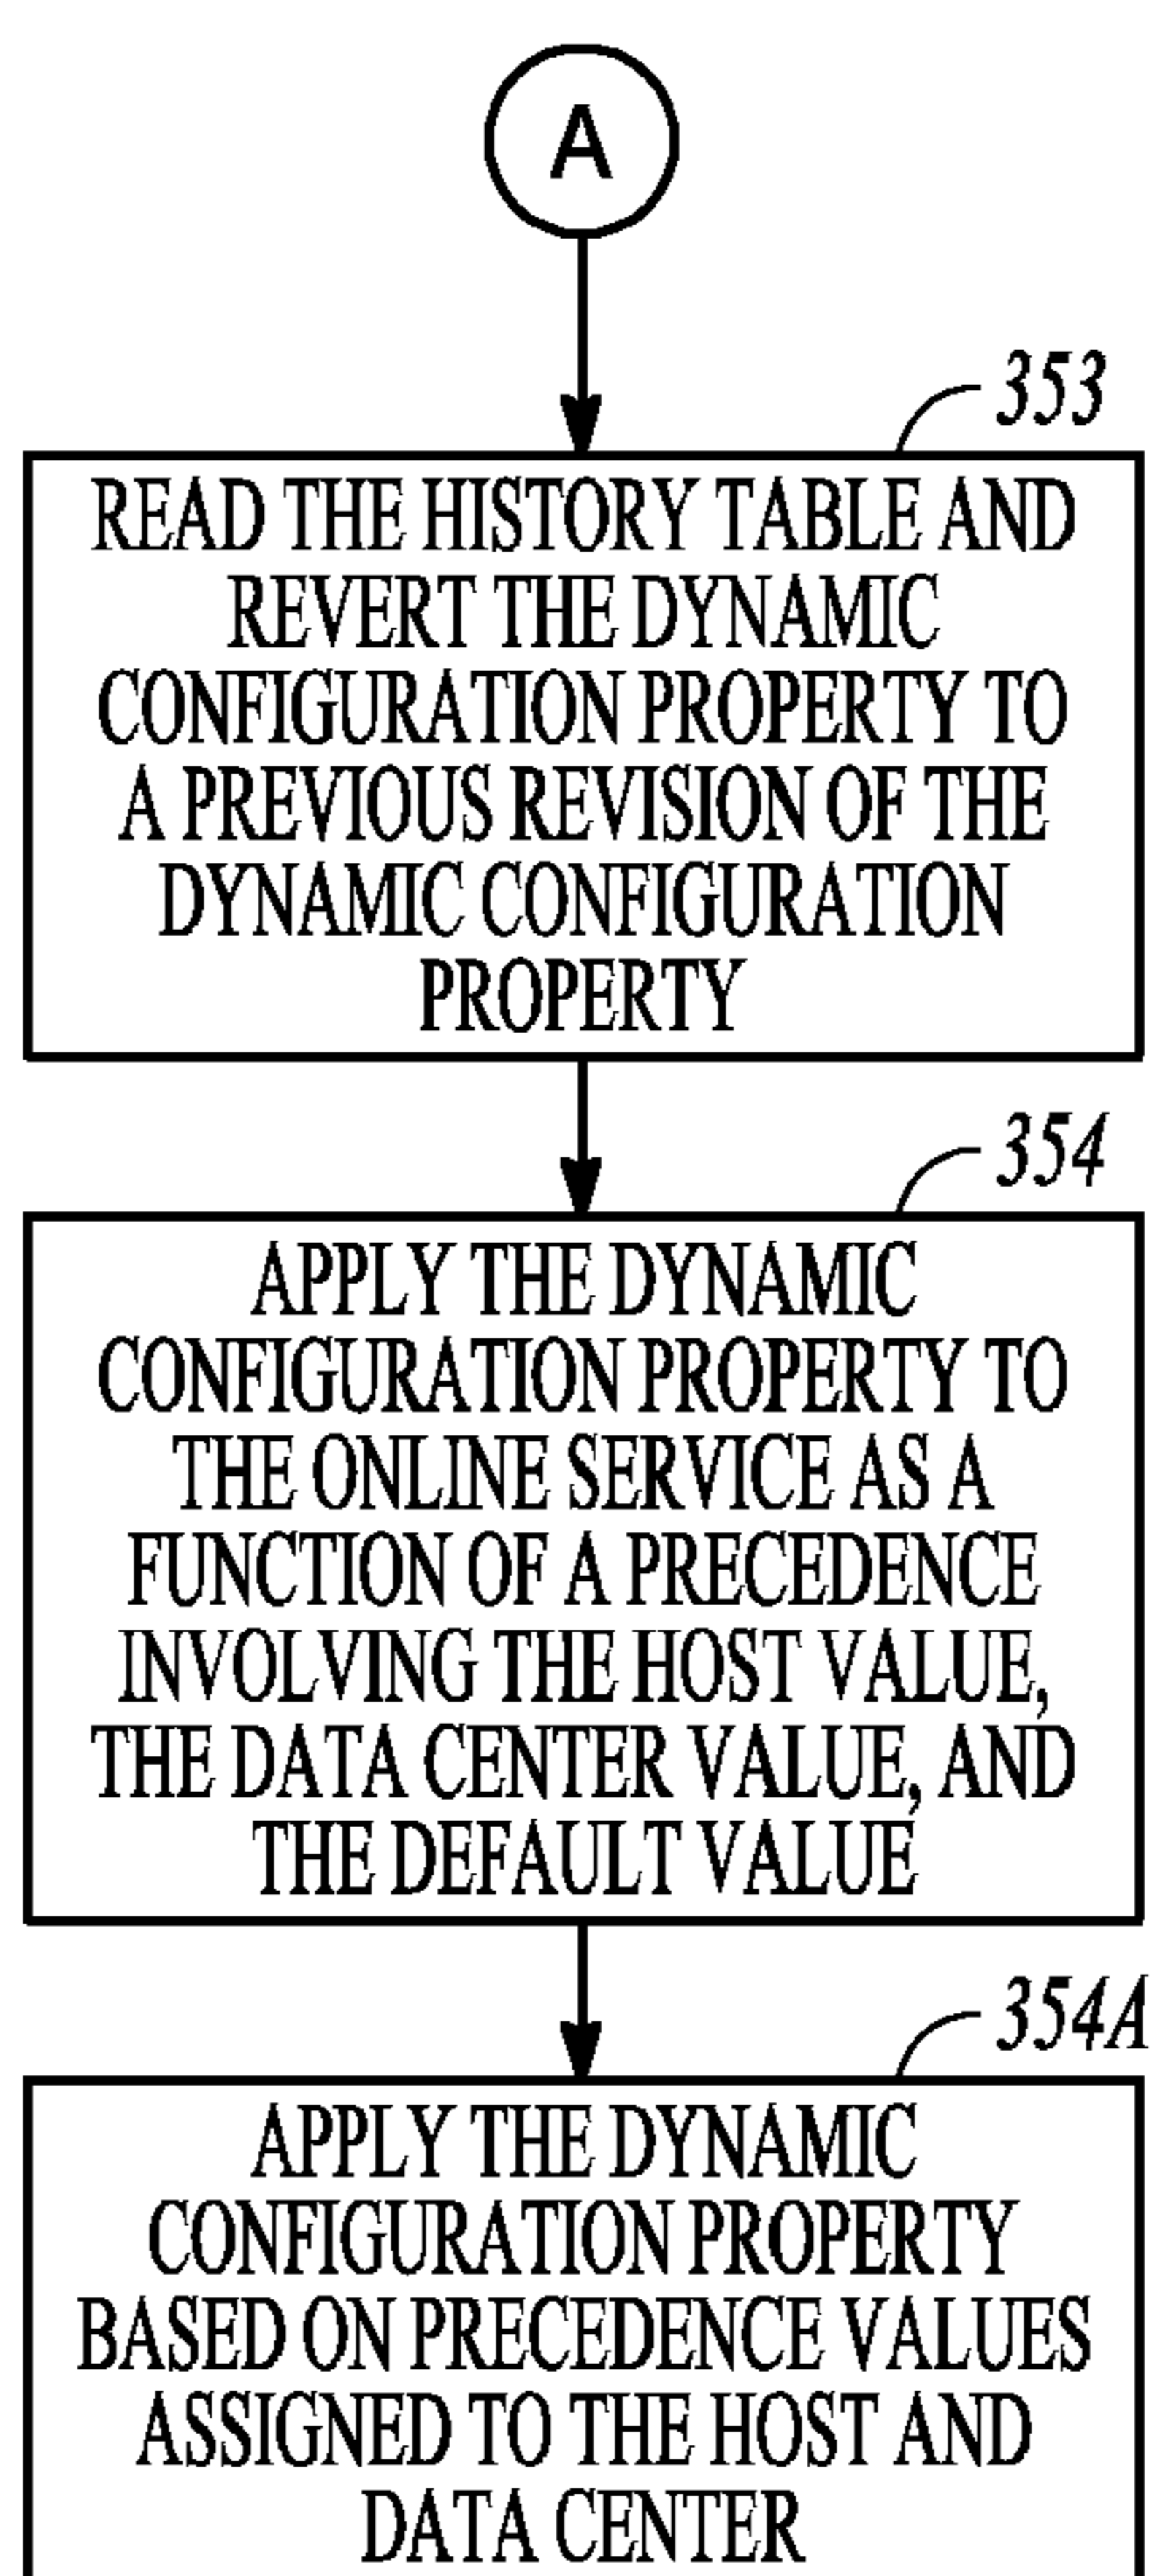 A
353
READ THE HISTORY TABLE AND
REVERT THE DYNAMIC
CONFIGURATION PROPERTY TO
A PREVIOUS REVISION OF THE
DYNAMIC CONFIGURATION
PROPERTY
354
APPLY THE DYNAMIC
CONFIGURATION PROPERTY TO
THE ONLINE SERVICE AS A
FUNCTION OF A PRECEDENCE
INVOLVING THE HOST VALUE,
THE DATA CENTER VALUE, AND
THE DEFAULT VALUE
354A
APPLY THE DYNAMIC
CONFIGURATION PROPERTY
BASED ON PRECEDENCE VALUES
ASSIGNED TO THE HOST AND
DATA CENTER